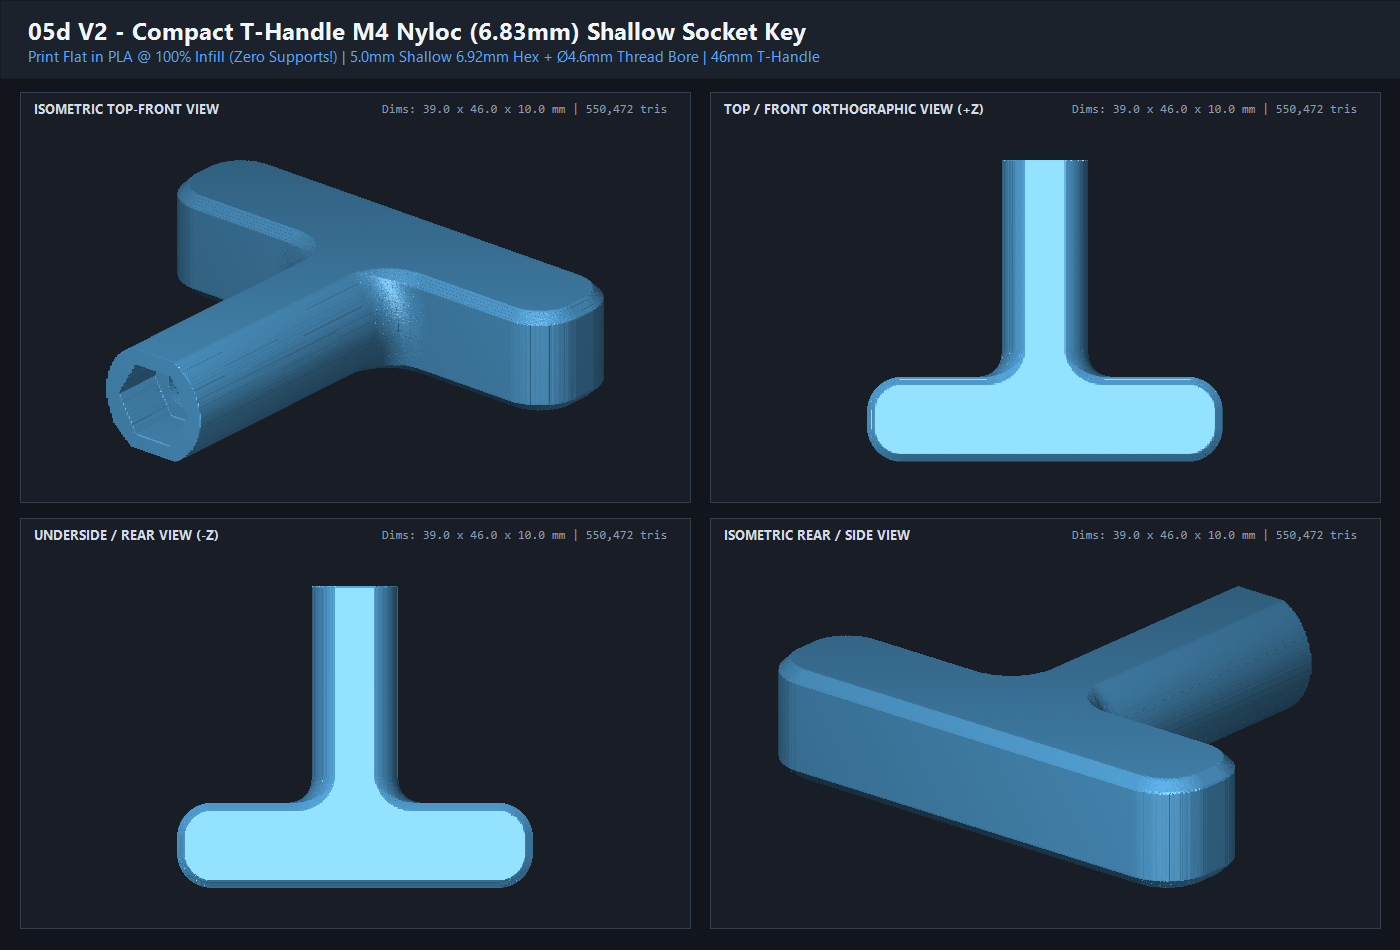 05d V2 - Compact T-Handle M4 Nyloc (6.83mm) Shallow Socket Key
Print Flat in PLA @ 100% Infill (Zero Supports!) | 5.0mm Shallow 6.92mm Hex + Ø4.6mm Thread Bore | 46mm T-Handle
ISOMETRIC TOP-FRONT VIEW
Dims: 39.0 x 46.0 x 10.0 mm | 550,472 tris
TOP / FRONT ORTHOGRAPHIC VIEW (+Z)
Dims: 39.0 x 46.0 x 10.0 mm | 550,472 tris
UNDERSIDE / REAR VIEW (-Z)
Dims: 39.0 x 46.0 x 10.0 mm | 550,472 tris
ISOMETRIC REAR / SIDE VIEW
Dims: 39.0 x 46.0 x 10.0 mm | 550,472 tris